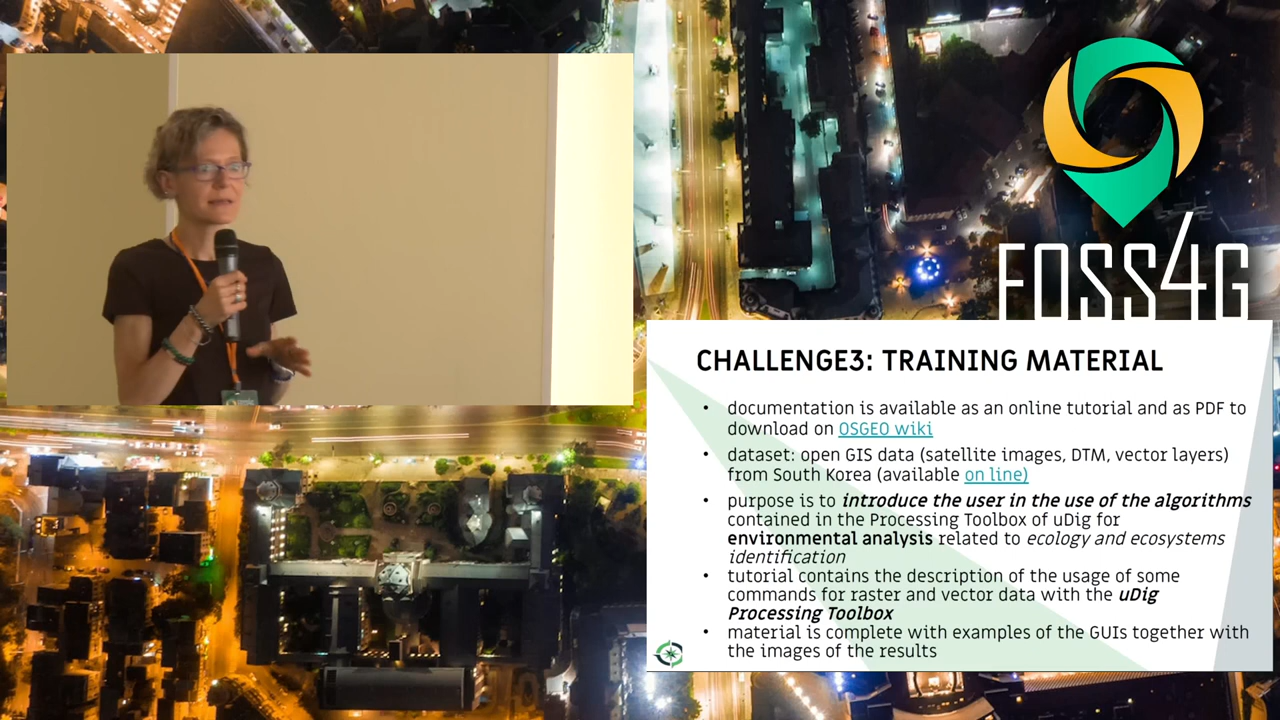 FOSS4G
CHALLENGE3: TRAINING MATERIAL
• documentation is available as an online tutorial and as PDF to
download on OSGEO wiki
• dataset: open GIS data (satellite images, DTM, vector layers)
from South Korea (available on line)
• purpose is to introduce the user in the use of the algorithms
contained in the Processing Toolbox of uDig for
environmental analysis related to ecology and ecosystems
identification
• tutorial contains the description of the usage of some
commands for raster and vector data with the uDig
Processing Toolbox
• material is complete with examples of the GUIs together with
the images of the results